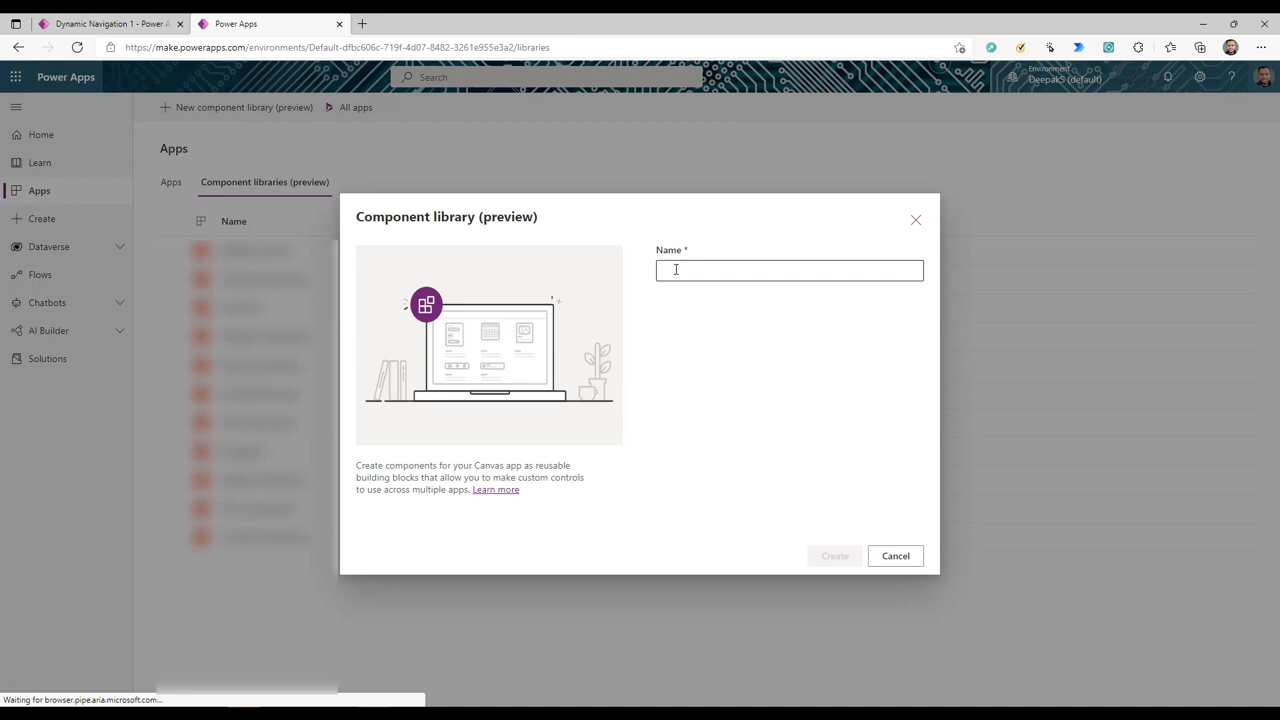 Dynamic Navigation 1 - Power A
Power Apps
https://make.powerapps.com/environments/Default-dfbc606c-719f-4d07-8482-3261e955e3a2/libraries
Power Apps
Search
Environment
DeepakS (default)
New component library (preview)
All apps
Home
Learn
Apps
Create
Dataverse
Flows
Chatbots
AI Builder
Solutions
Apps
Apps
Component libraries (preview)
Name
Component library (preview)
Name *
Create components for your Canvas app as reusable
building blocks that allow you to make custom controls
to use across multiple apps. Learn more
Create
Cancel
Waiting for browser.pipe.aria.microsoft.com...